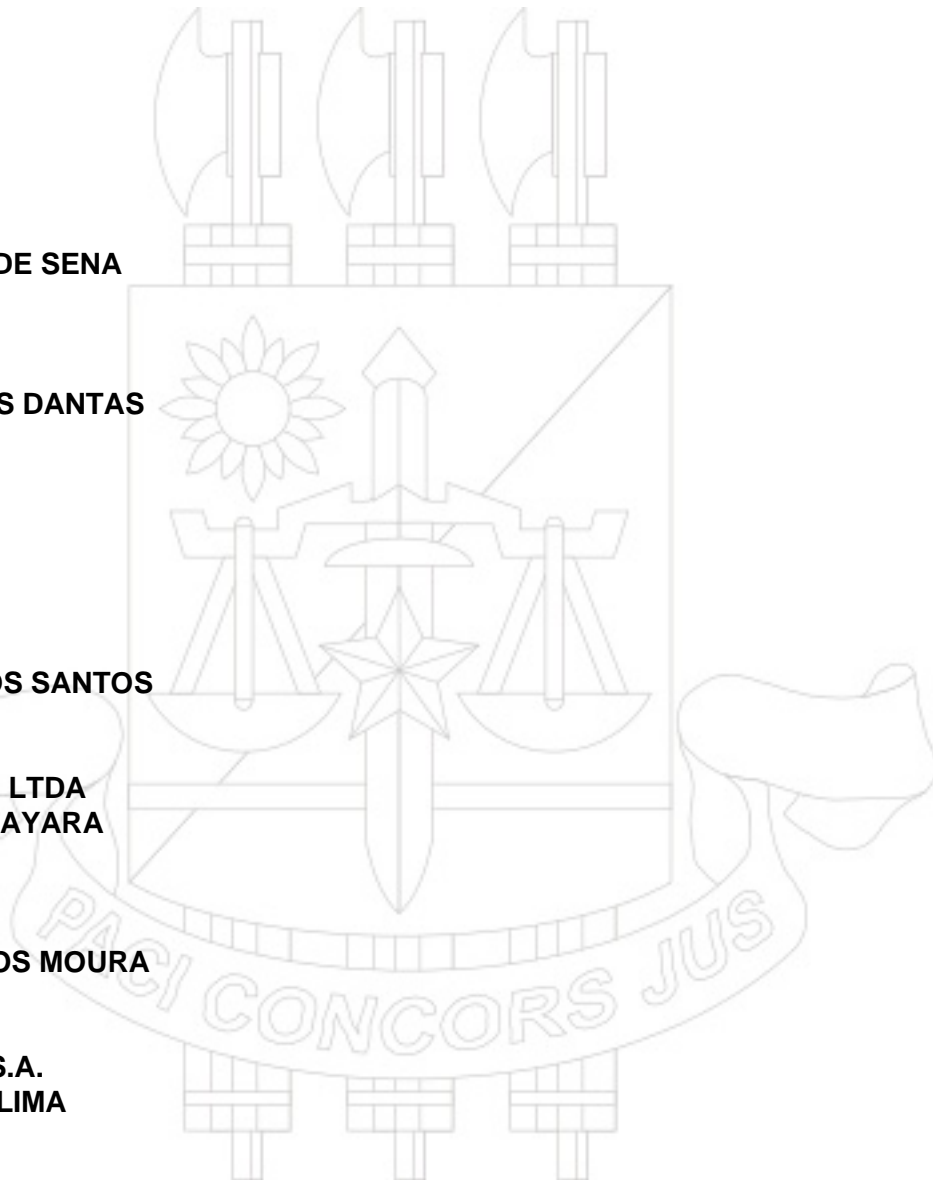 DE SENA
S DANTAS
OS SANTOS
LTDA
AYARA
OS MOURA
S.A.
LIMA
PACI CONCORS JUS